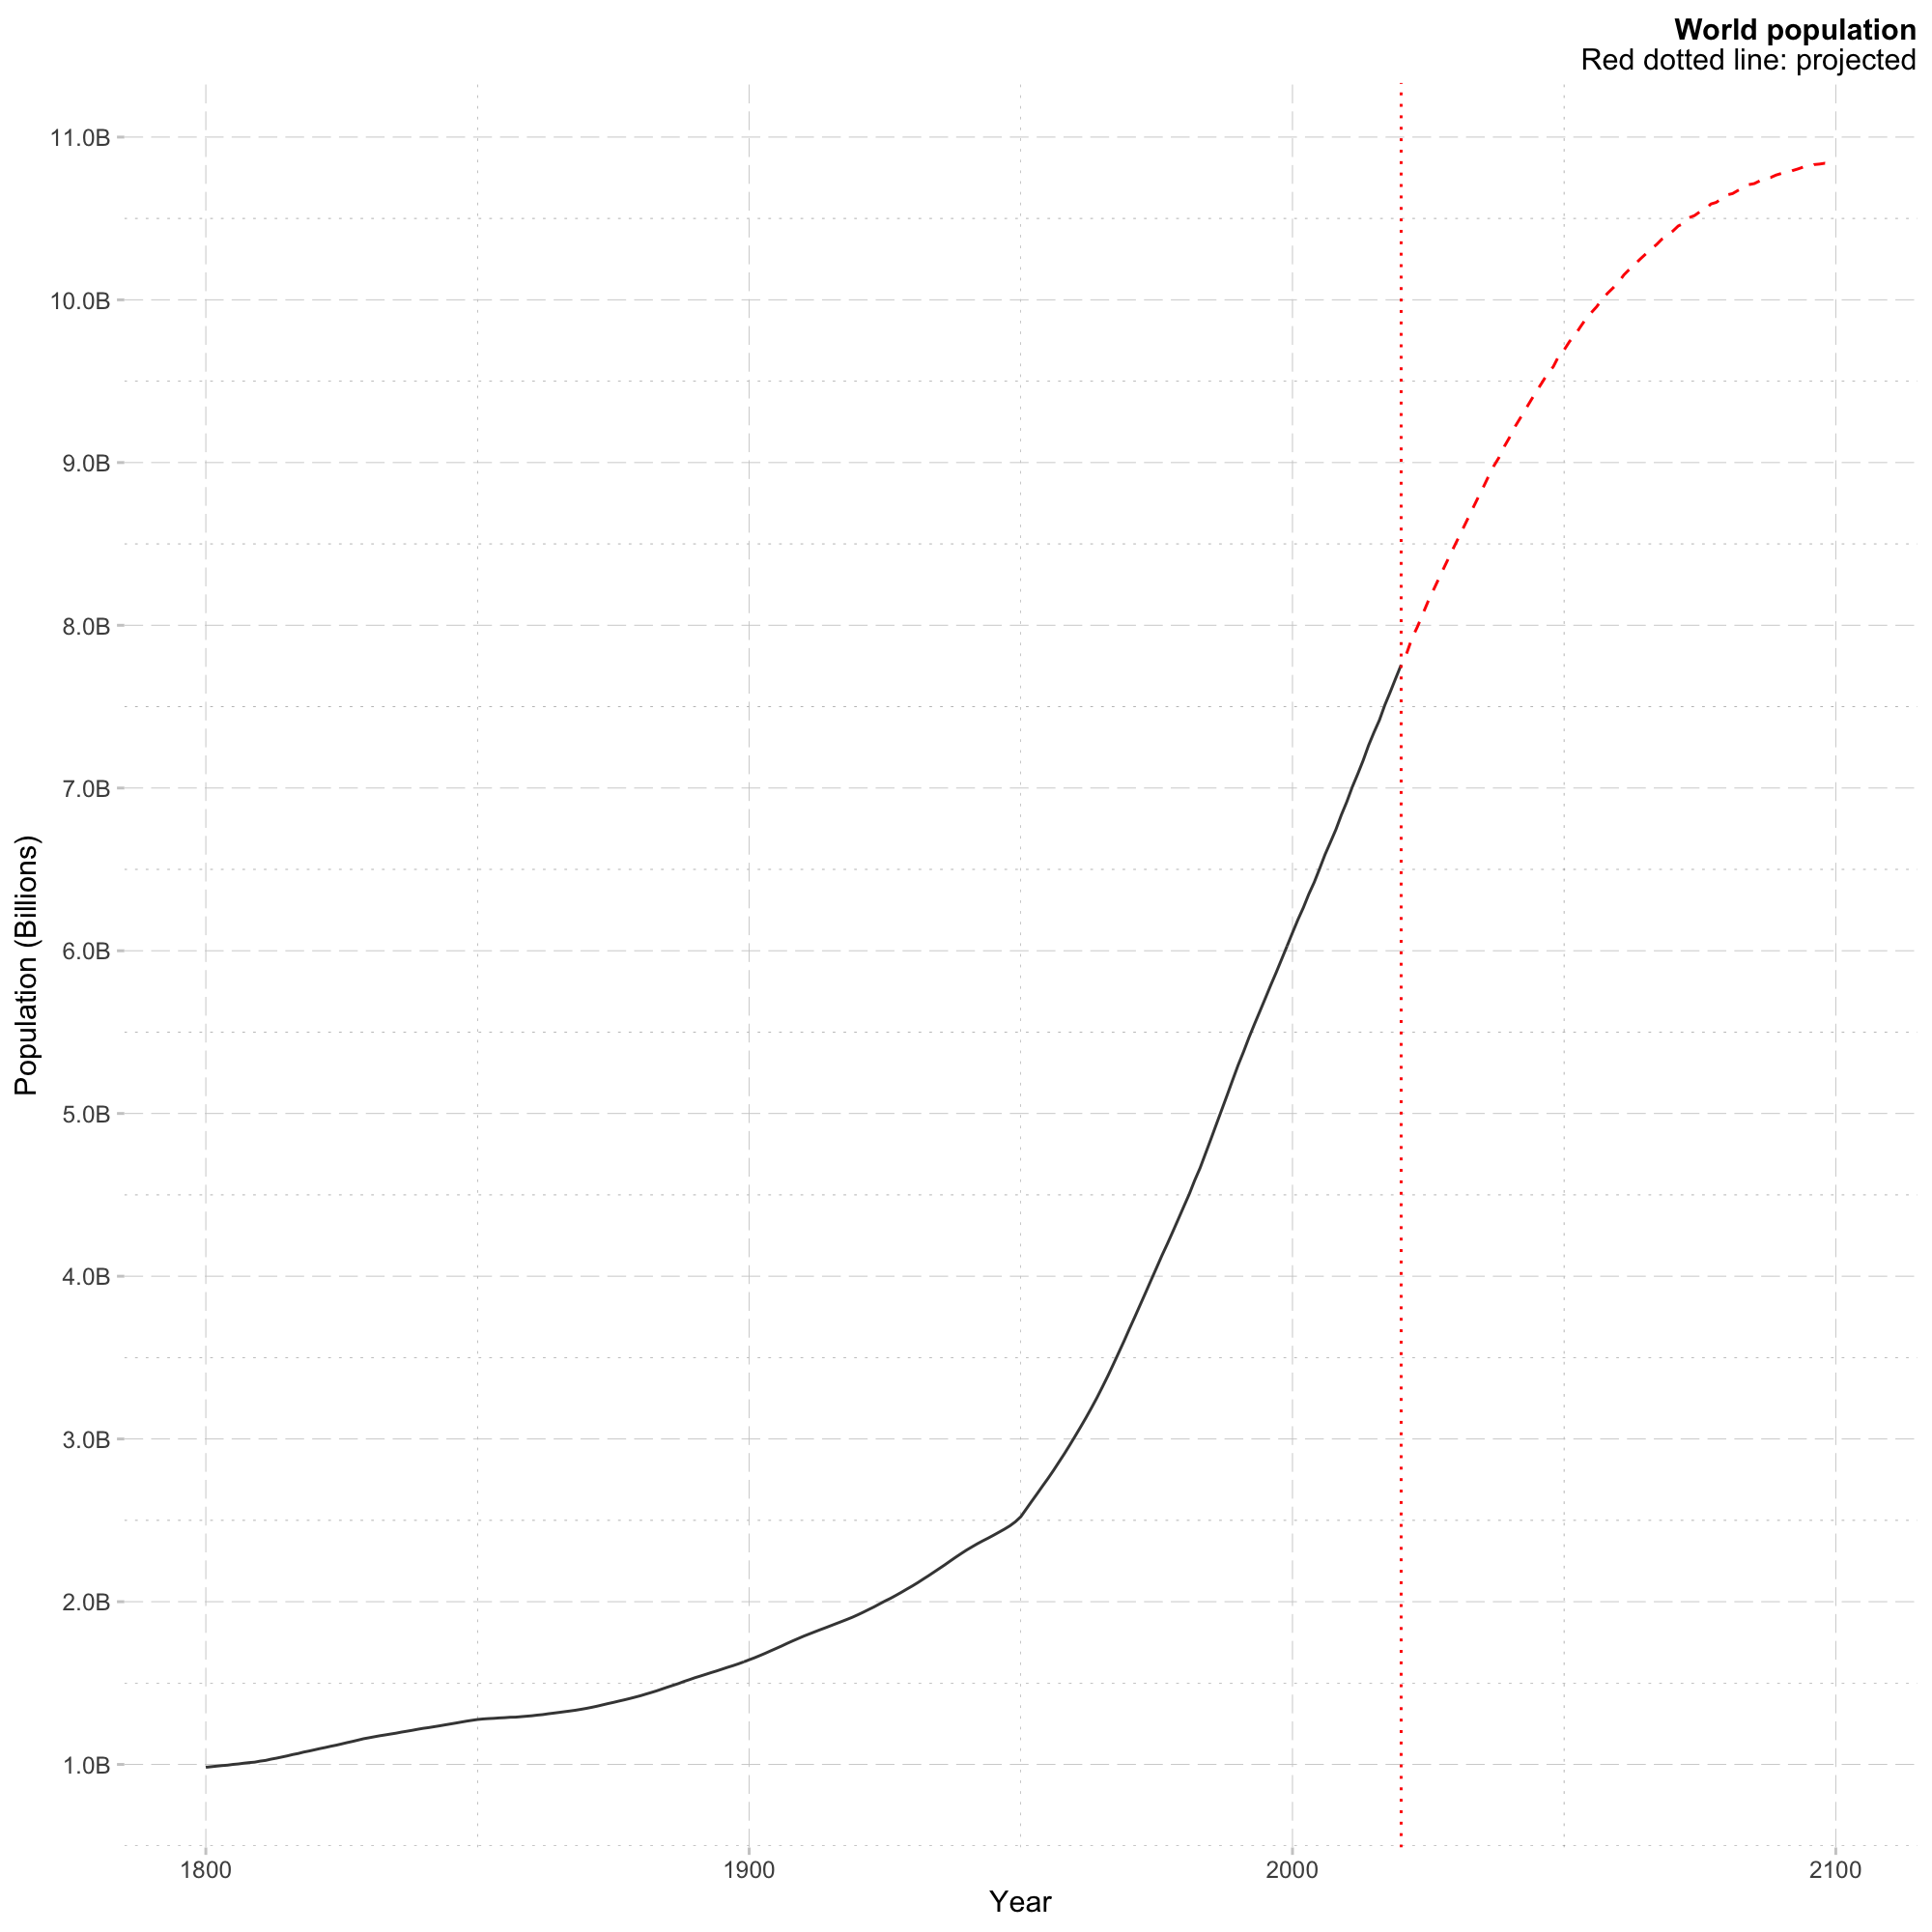 World population
Red dotted line: projected
11.0B
10.0B
9.0B
8.0B
7.0B
6.0B
5.0B
4.0B
3.0B
2.0B
1.0B
Population (Billions)
1800 1900 2000 2100
Year